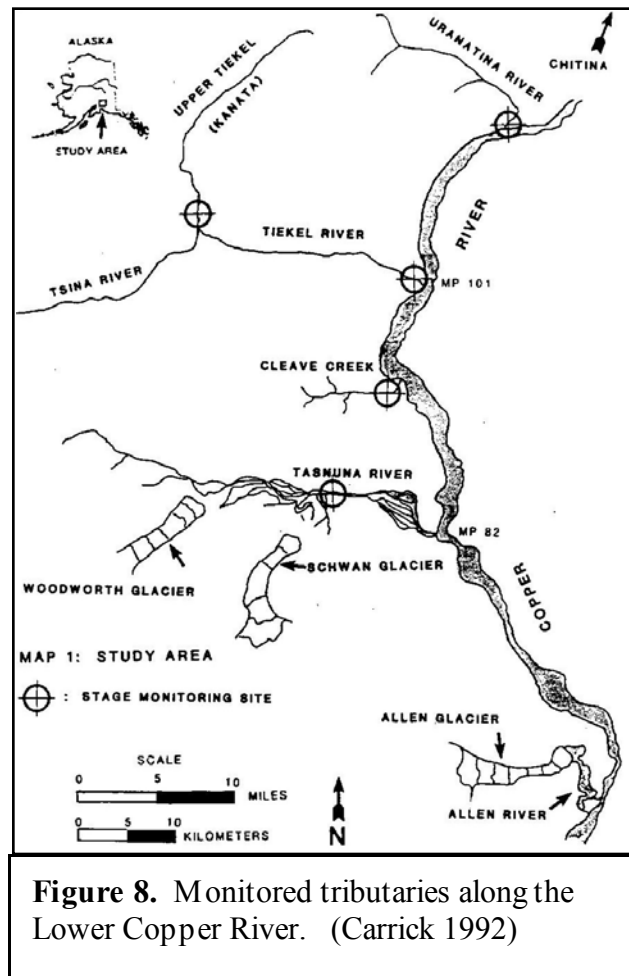 ALASKA
STUDY AREA
UPPER TIEKEL
(KANATA)
URANATINA RIVER
CHITINA
RIVER
TIEKEL RIVER
TSINA RIVER
MP 101
CLEAVE CREEK
TASNUNA RIVER
MP 82
WOODWORTH GLACIER
SCHWAN GLACIER
COPPER
MAP 1: STUDY AREA
: STAGE MONITORING SITE
ALLEN GLACIER
ALLEN RIVER
SCALE
0 5 10
MILES
0 5 10
KILOMETERS
N
Figure 8. Monitored tributaries along the
Lower Copper River. (Carrick 1992)